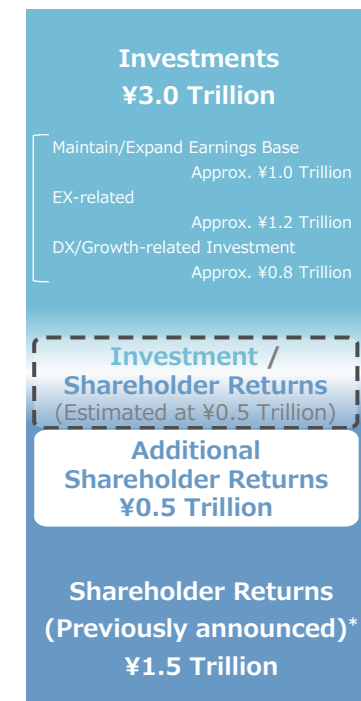 Investments
¥3.0 Trillion
Maintain/Expand Earnings Base
Approx. ¥1.0 Trillion
EX-related
Approx. ¥1.2 Trillion
DX/Growth-related Investment
Approx. ¥0.8 Trillion
Investment /
Shareholder Returns
(Estimated at ¥0.5 Trillion)
Additional
Shareholder Returns
¥0.5 Trillion
Shareholder Returns
(Previously announced)*
¥1.5 Trillion